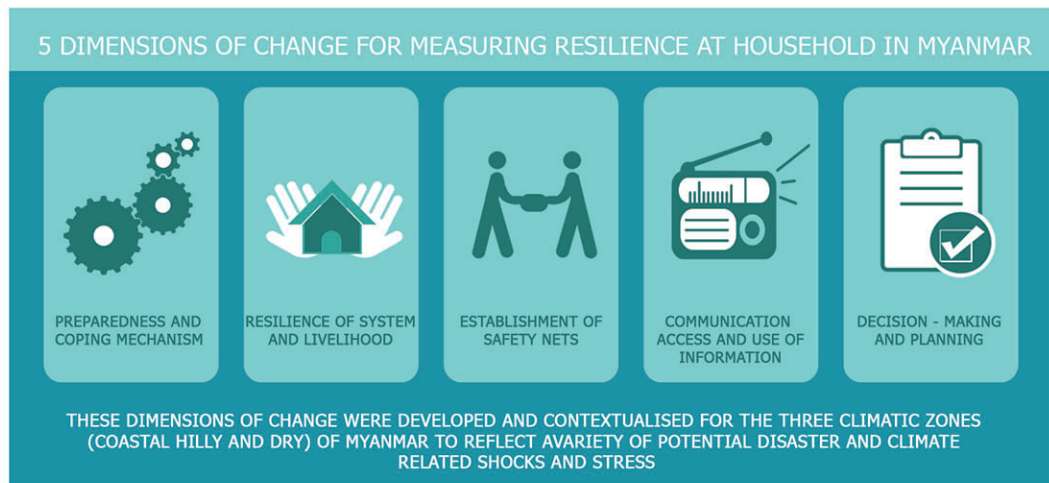 5 DIMENSIONS OF CHANGE FOR MEASURING RESILIENCE AT HOUSEHOLD IN MYANMAR
PREPAREDNESS AND
COPING MECHANISM
RESILIENCE OF SYSTEM
AND LIVELIHOOD
ESTABLISHMENT OF
SAFETY NETS
COMMUNICATION
ACCESS AND USE OF
INFORMATION
DECISION - MAKING
AND PLANNING
THESE DIMENSIONS OF CHANGE WERE DEVELOPED AND CONTEXTUALISED FOR THE THREE CLIMATIC ZONES
(COASTAL HILLY AND DRY) OF MYANMAR TO REFLECT AVARIETY OF POTENTIAL DISASTER AND CLIMATE
RELATED SHOCKS AND STRESS